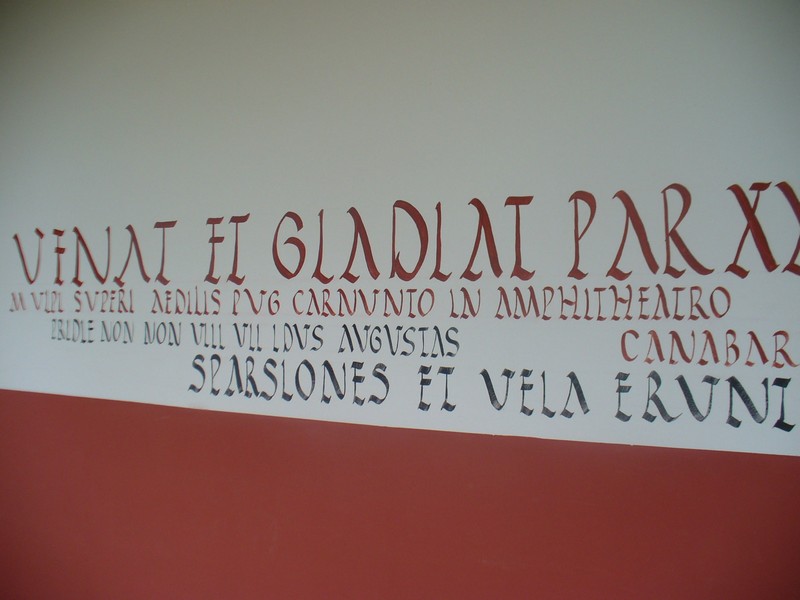 VENAT ET GLADIAT PAR XX
M VLPI SVPERI AEDILIS PVG CARNVNTO IN AMPHITHEATRO
PRIDIE NON NON VIII VII IDVS AVGVSTAS
CANABAR
SPARSIONES ET VELA ERVNT